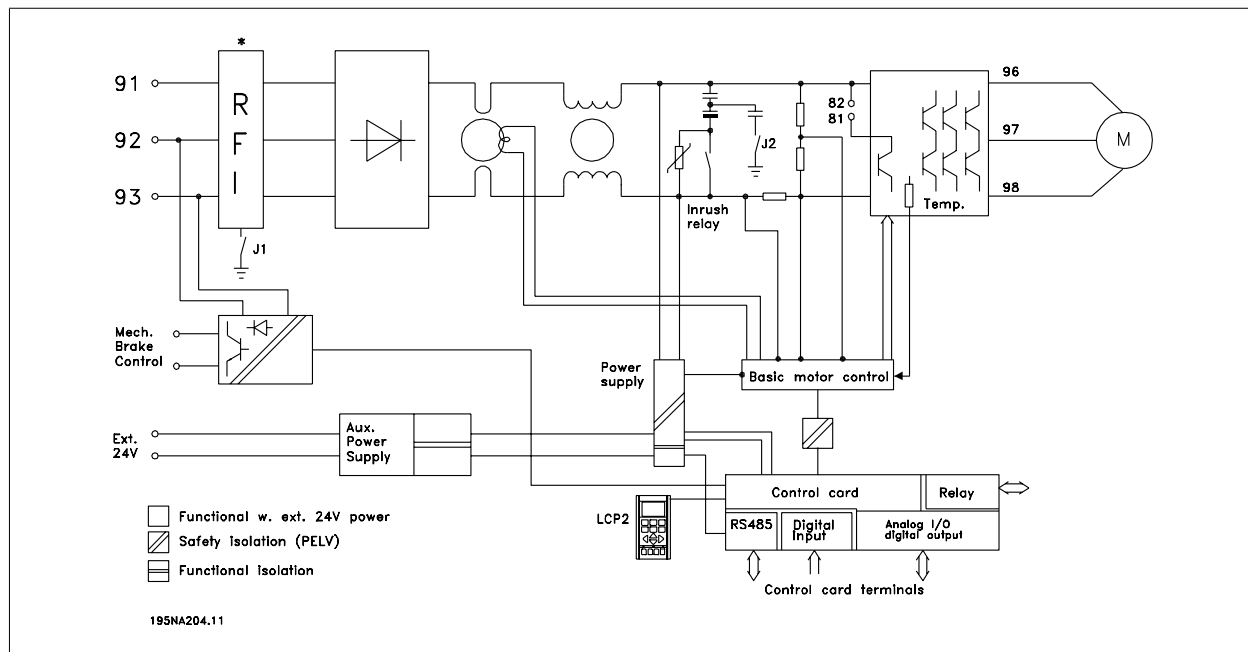 *
91
92
93
R
F
I
J1
82
81
J2
Inrush
relay
Temp.
96
97
98
M
Mech.
Brake
Control
Power
supply
Basic motor control
Ext.
24V
Aux.
Power
Supply
Control card
Relay
LCP2
RS485
Digital
Input
Analog I/O
digital output
Control card terminals
Functional w. ext. 24V power
Safety isolation (PELV)
Functional isolation
195NA204.11